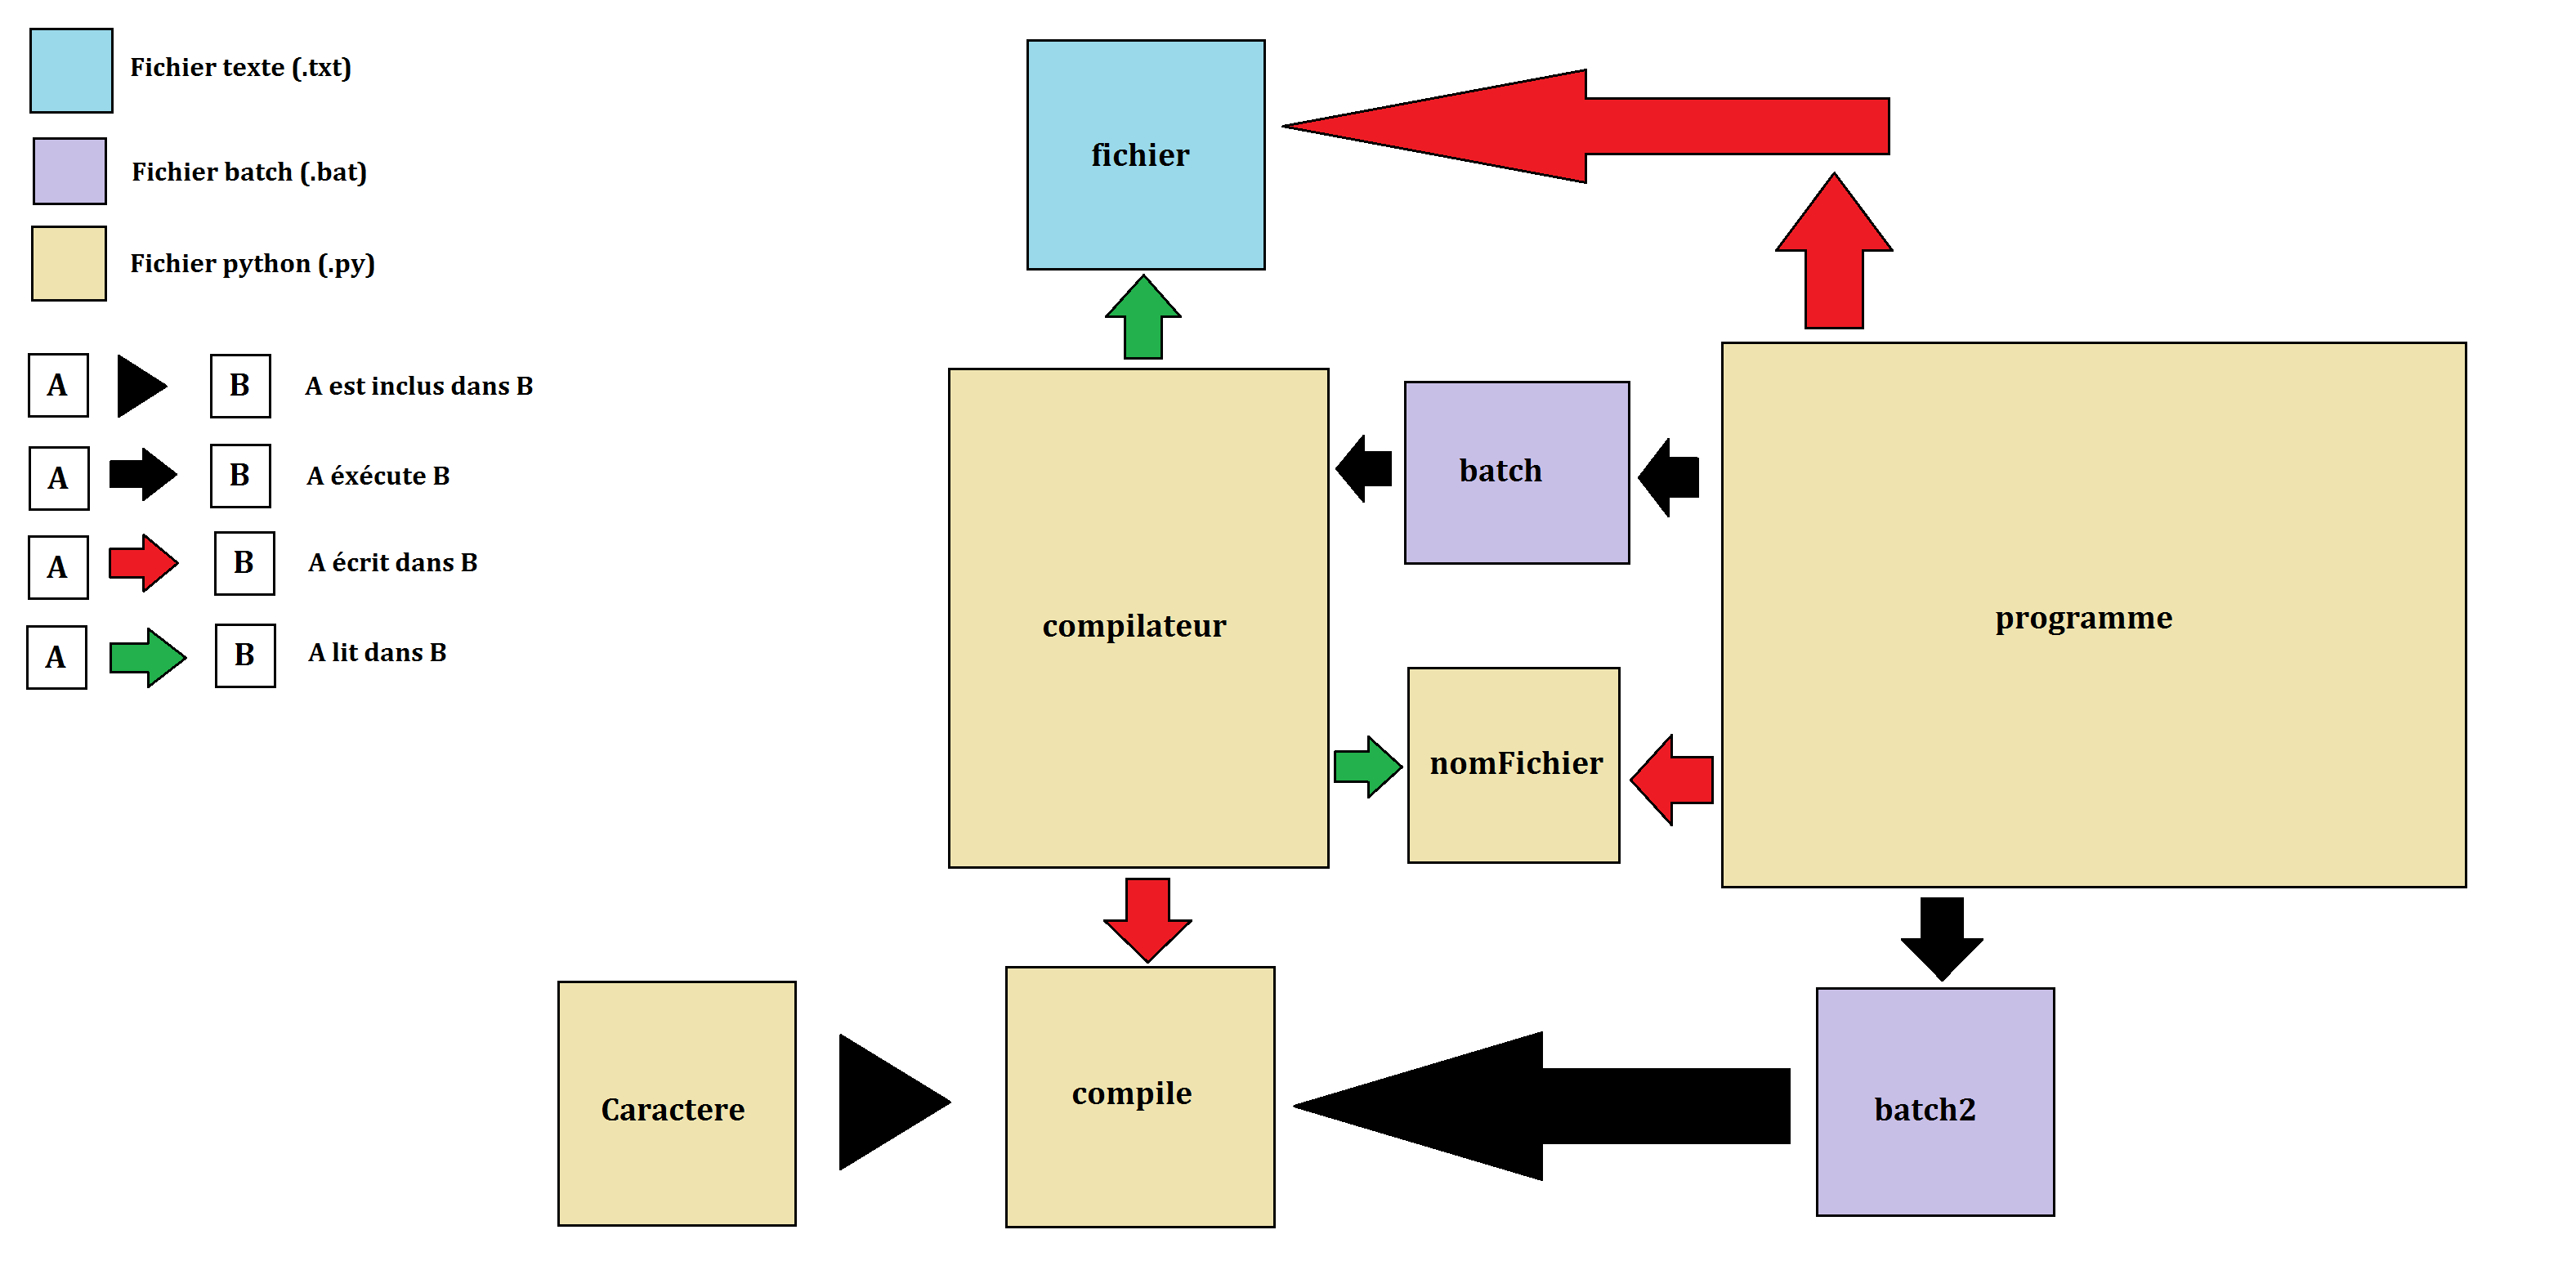 Fichier texte (.txt)
Fichier batch (.bat)
Fichier python (.py)
A B A est inclus dans B
A B A éxécute B
A B A écrit dans B
A B A lit dans B
fichier
batch
compilateur
programme
nomFichier
Caractere
compile
batch2